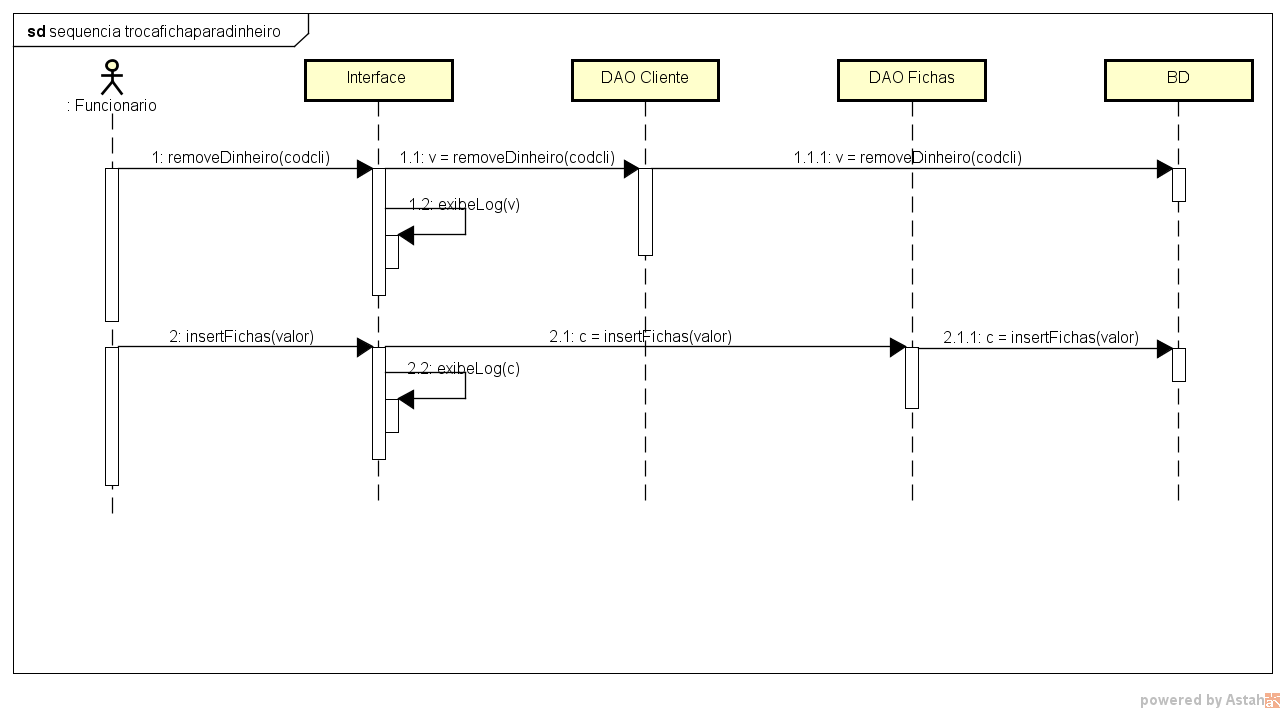 sd sequencia trocafichaparadinheiro
: Funcionario
Interface
DAO Cliente
DAO Fichas
BD
1: removeDinheiro(codcli)
1.1: v = removeDinheiro(codcli)
1.1.1: v = removeDinheiro(codcli)
1.2: exibeLog(v)
2: insertFichas(valor)
2.1: c = insertFichas(valor)
2.1.1: c = insertFichas(valor)
2.2: exibeLog(c)
powered by Astah